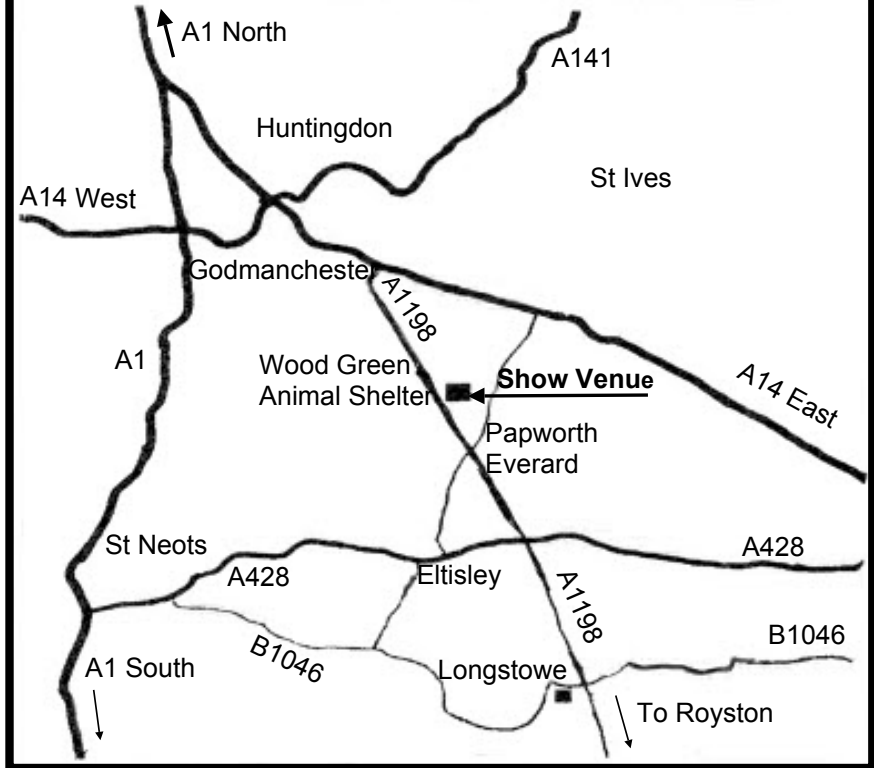 A1 North
A141
Huntingdon
St Ives
A14 West
Godmanchester
A1198
A1
Wood Green
Animal Shelter
Show Venue
A14 East
Papworth
Everard
St Neots
A428
A428
Eltisley
A1198
B1046
B1046
A1 South
Longstowe
To Royston